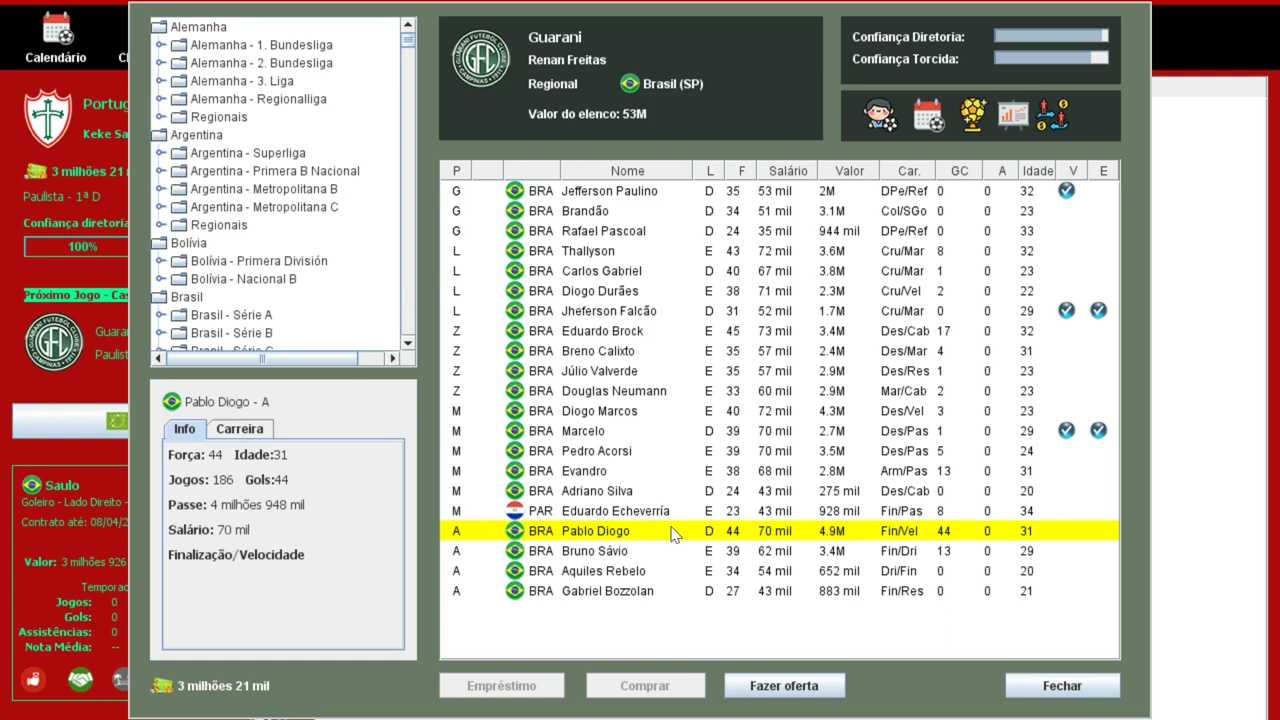 Calendário
Portug
Keke Sa
3 milhões 21
Paulista - 1ª D
Confiança diretoria
100%
Próximo Jogo - Cas
Guara
Paulist
Saulo
Goleiro - Lado Direito -
Contrato até: 08/04/2
Valor: 3 milhões 926
Temporad
Jogos: 0
Gols: 0
Assistências: 0
Nota Média: --
Alemanha
Alemanha - 1. Bundesliga
Alemanha - 2. Bundesliga
Alemanha - 3. Liga
Alemanha - Regionalliga
Regionais
Argentina
Argentina - Superliga
Argentina - Primera B Nacional
Argentina - Metropolitana B
Argentina - Metropolitana C
Regionais
Bolívia
Bolívia - Primera División
Bolívia - Nacional B
Brasil
Brasil - Série A
Brasil - Série B
Brasil - Série C
Pablo Diogo - A
Info Carreira
Força: 44 Idade:31
Jogos: 186 Gols:44
Passe: 4 milhões 948 mil
Salário: 70 mil
Finalização/Velocidade
3 milhões 21 mil
Guarani
Renan Freitas
Regional Brasil (SP)
Valor do elenco: 53M
Confiança Diretoria:
Confiança Torcida:
P Nome L F Salário Valor Car. GC A Idade V E
G BRA Jefferson Paulino D 35 53 mil 2M DPe/Ref 0 0 32
G BRA Brandão D 34 51 mil 3.1M Col/SGo 0 0 23
G BRA Rafael Pascoal D 24 35 mil 944 mil DPe/Ref 0 0 33
L BRA Thallyson E 43 72 mil 3.6M Cru/Mar 8 0 32
L BRA Carlos Gabriel D 40 67 mil 3.8M Cru/Mar 1 0 23
L BRA Diogo Durães E 38 71 mil 2.3M Cru/Vel 2 0 22
L BRA Jheferson Falcão D 31 52 mil 1.7M Cru/Mar 0 0 29
Z BRA Eduardo Brock E 45 73 mil 3.4M Des/Cab 17 0 32
Z BRA Breno Calixto E 35 57 mil 2.4M Des/Mar 4 0 31
Z BRA Júlio Valverde E 35 57 mil 2.9M Des/Res 1 0 23
Z BRA Douglas Neumann E 33 60 mil 2.9M Mar/Cab 2 0 23
M BRA Diogo Marcos E 40 72 mil 4.3M Des/Vel 3 0 23
M BRA Marcelo D 39 70 mil 2.7M Des/Pas 1 0 29
M BRA Pedro Acorsi E 39 70 mil 3.5M Des/Pas 5 0 24
M BRA Evandro E 38 68 mil 2.8M Arm/Pas 13 0 31
M BRA Adriano Silva D 24 43 mil 275 mil Des/Cab 0 0 20
M PAR Eduardo Echeverría E 23 43 mil 928 mil Fin/Pas 8 0 34
A BRA Pablo Diogo D 44 70 mil 4.9M Fin/Vel 44 0 31
A BRA Bruno Sávio E 39 62 mil 3.4M Fin/Dri 13 0 29
A BRA Aquiles Rebelo E 34 54 mil 652 mil Dri/Fin 0 0 20
A BRA Gabriel Bozzolan D 27 43 mil 883 mil Fin/Res 0 0 21
Empréstimo Comprar Fazer oferta Fechar